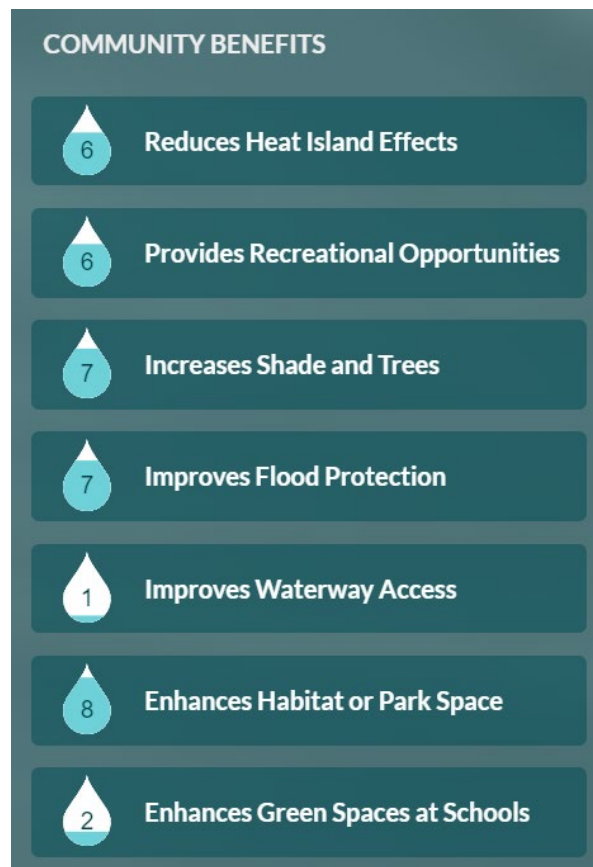 COMMUNITY BENEFITS
6 Reduces Heat Island Effects
6 Provides Recreational Opportunities
7 Increases Shade and Trees
7 Improves Flood Protection
1 Improves Waterway Access
8 Enhances Habitat or Park Space
2 Enhances Green Spaces at Schools